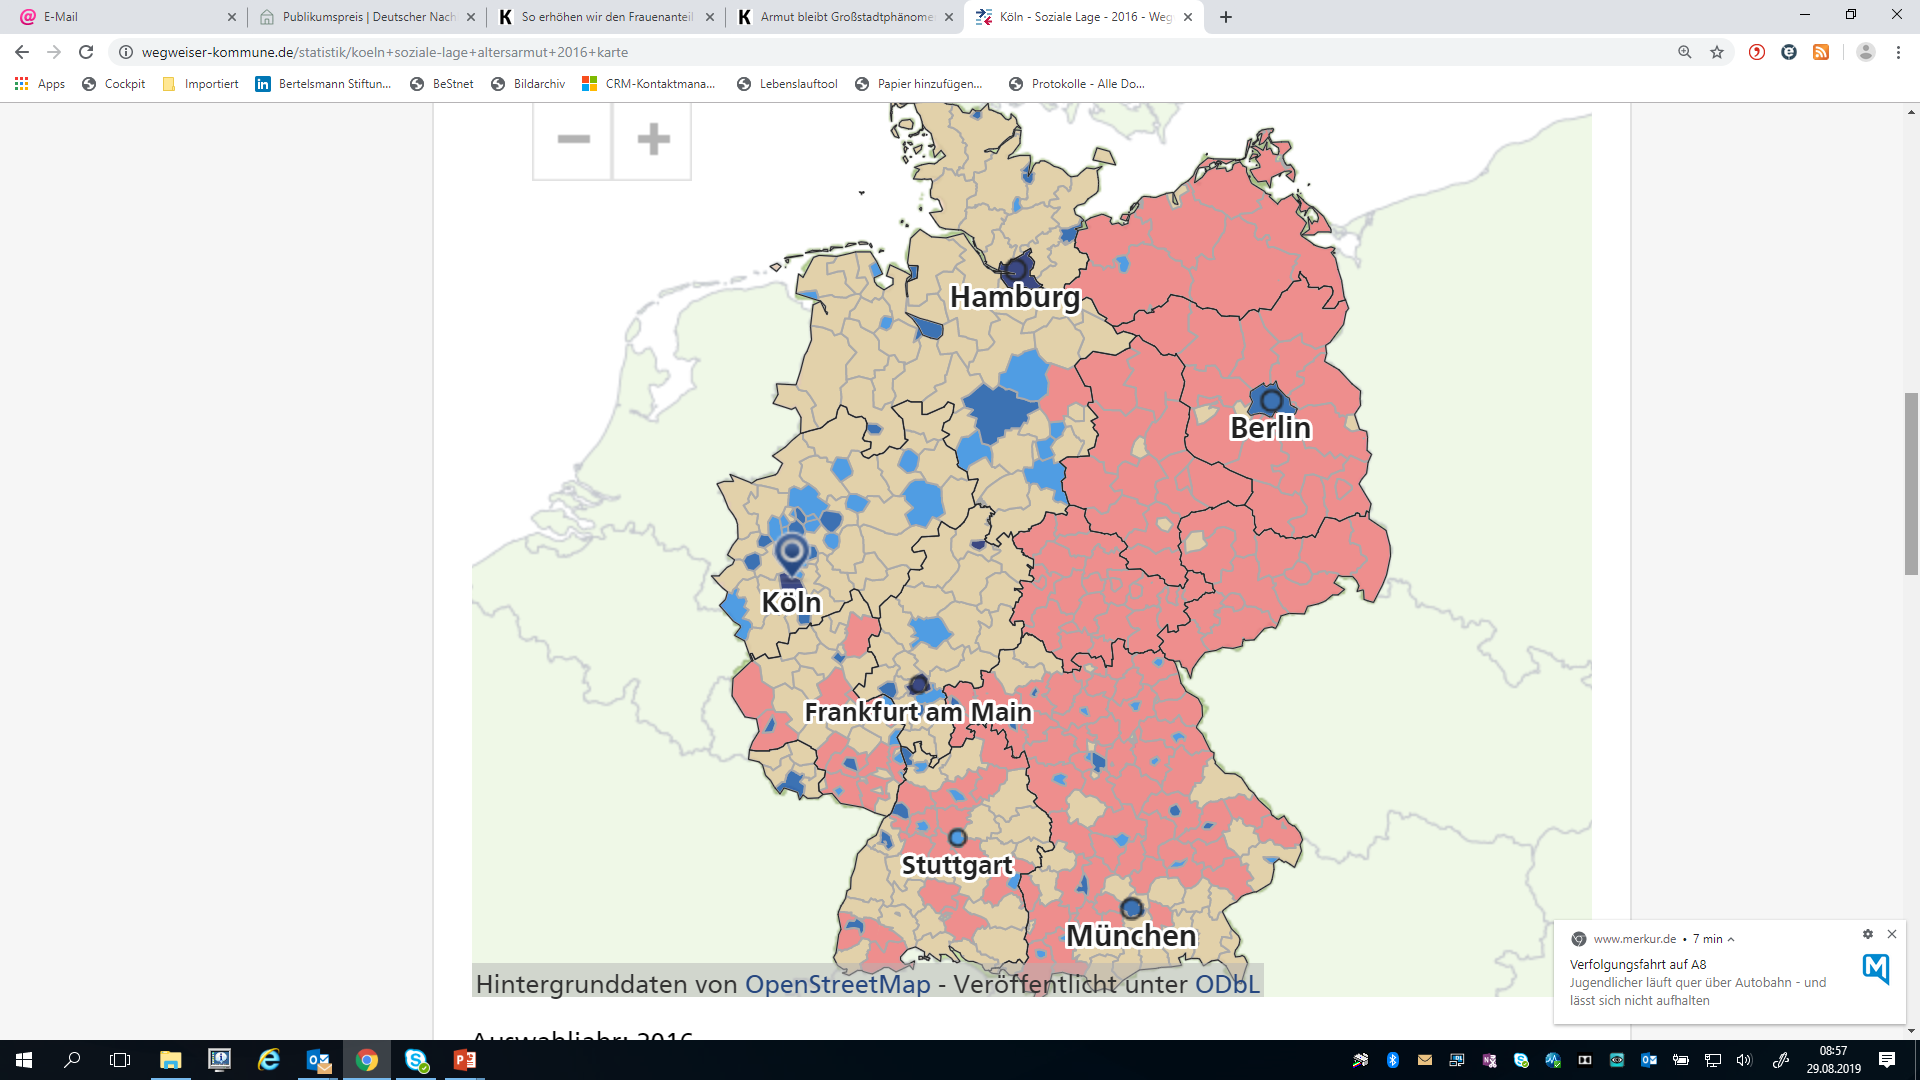 E-Mail
Publikumspreis | Deutscher Nach
So erhöhen wir den Frauenanteil
Armut bleibt Großstadtphänome
Köln - Soziale Lage - 2016 - Weg
wegweiser-kommune.de/statistik/koeln+soziale-lage+altersarmut+2016+karte
Apps
Cockpit
Importiert
Bertelsmann Stiftun...
BeStnet
Bildarchiv
CRM-Kontaktmana...
Lebenslauftool
Papier hinzufügen...
Protokolle - Alle Do...
Hamburg
Berlin
Köln
Frankfurt am Main
Stuttgart
München
Hintergrunddaten von OpenStreetMap - Veröffentlicht unter ODbL
Auswahljahr: 2016
www.merkur.de • 7 min
Verfolgungsfahrt auf A8
Jugendlicher läuft quer über Autobahn - und
lässt sich nicht aufhalten
08:57
29.08.2019